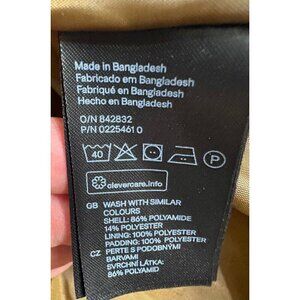 Made in Bangladesh
Fabricado em Bangladesh
Fabriqué en Bangladesh
Hecho en Bangladesh
O/N 842832
P/N 0225461 0
40
P
clevercare.info
GB WASH WITH SIMILAR
COLOURS
SHELL: 86% POLYAMIDE
14% POLYESTER
LINING: 100% POLYESTER
PADDING: 100% POLYESTER
CZ PERTE S PODOBNÝMI
BARVAMI
SVRCHNÍ LÁTKA:
86% POLYAMID